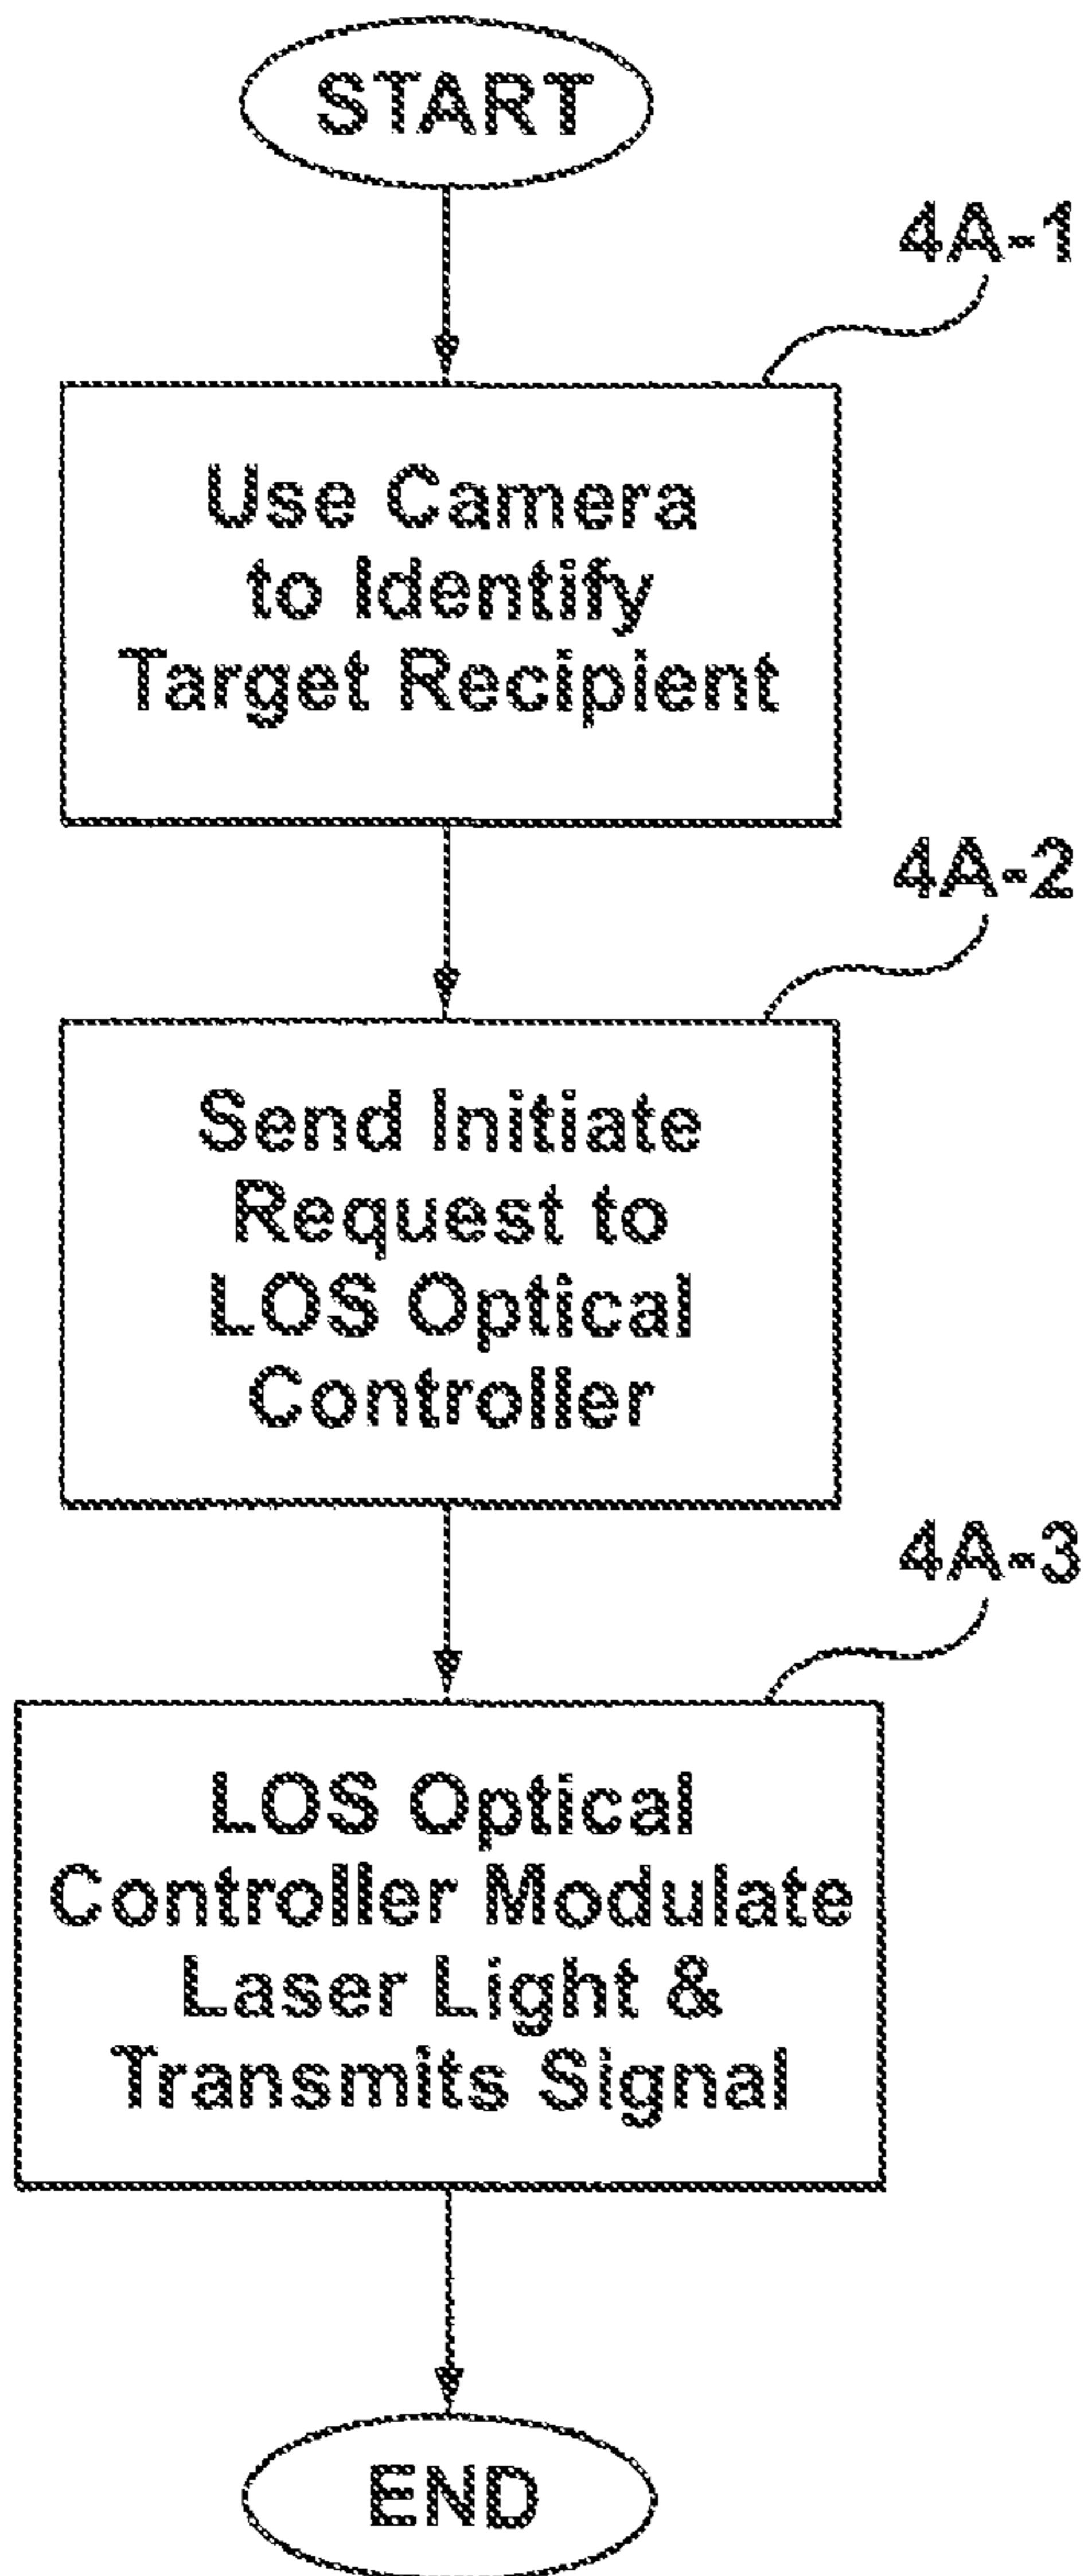 START
4A-1
Use Camera
to Identify
Target Recipient
4A-2
Send Initiate
Request to
LOS Optical
Controller
4A-3
LOS Optical
Controller Modulate
Laser Light &
Transmits Signal
END